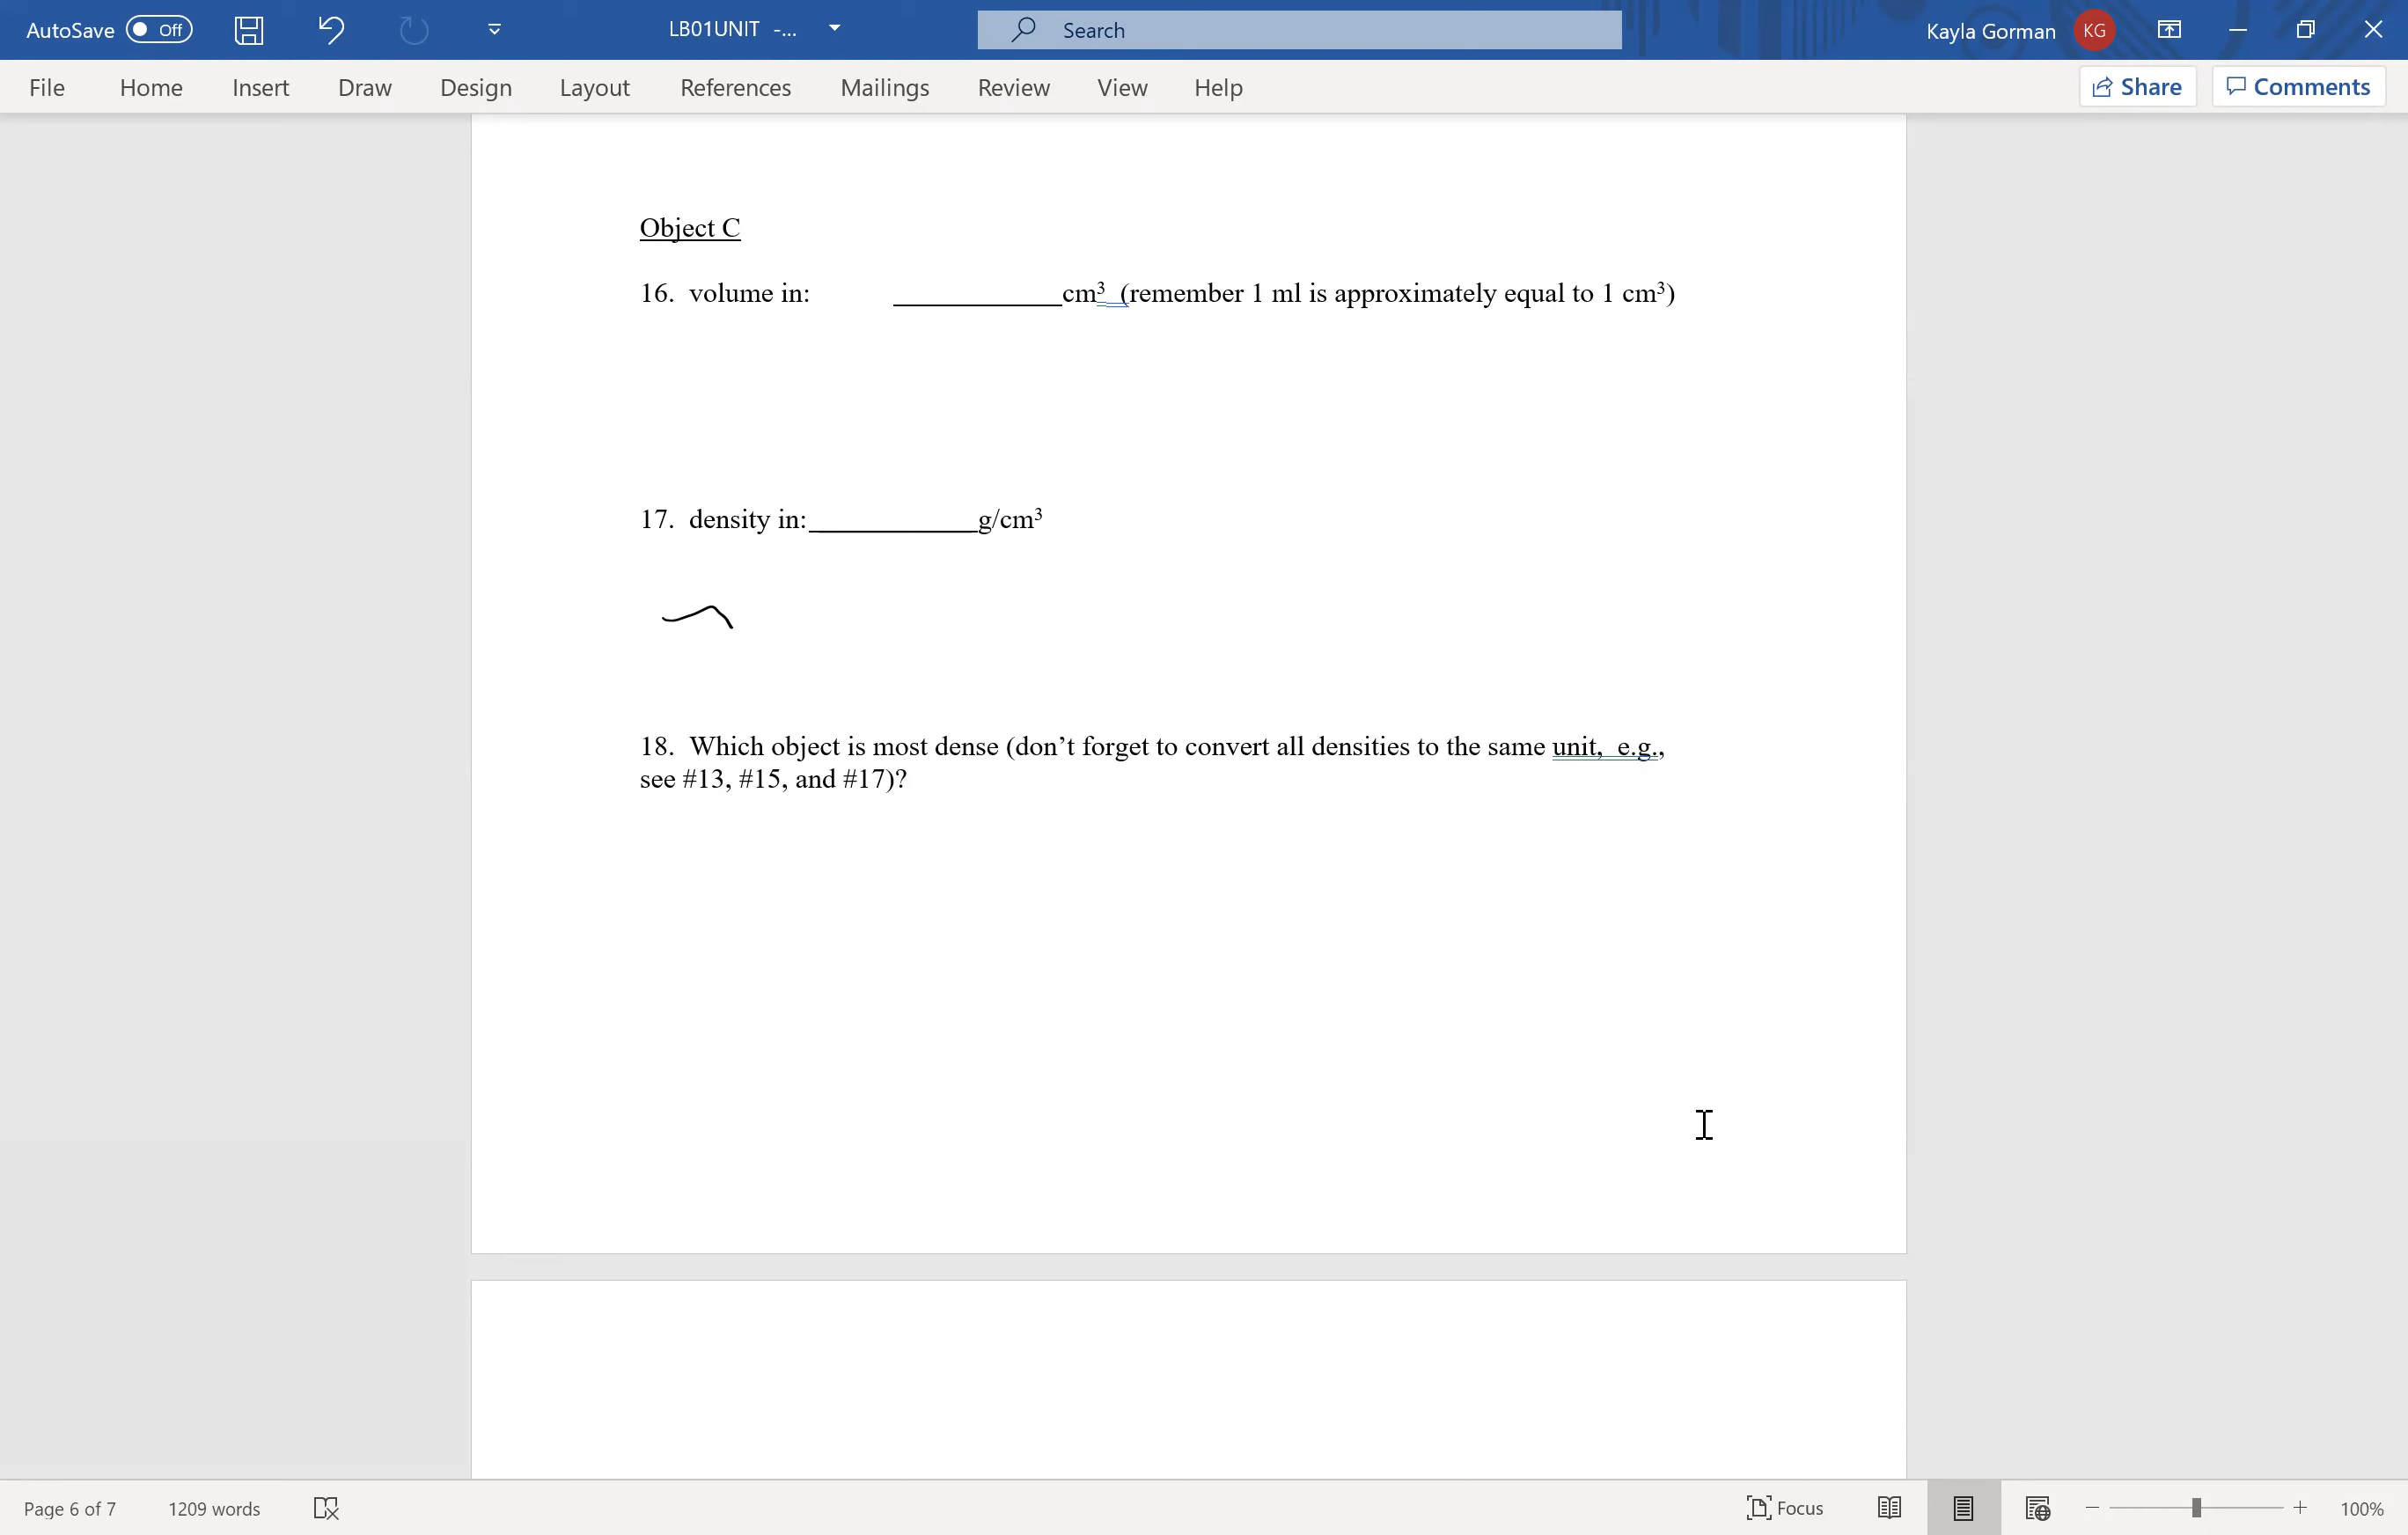 AutoSave Off LB01UNIT -... Search Kayla Gorman KG
File Home Insert Draw Design Layout References Mailings Review View Help Share Comments
Object C
16. volume in: ____________cm³ (remember 1 ml is approximately equal to 1 cm³)
17. density in:____________g/cm³
18. Which object is most dense (don’t forget to convert all densities to the same unit, e.g.,
see #13, #15, and #17)?
Page 6 of 7 1209 words Focus 100%